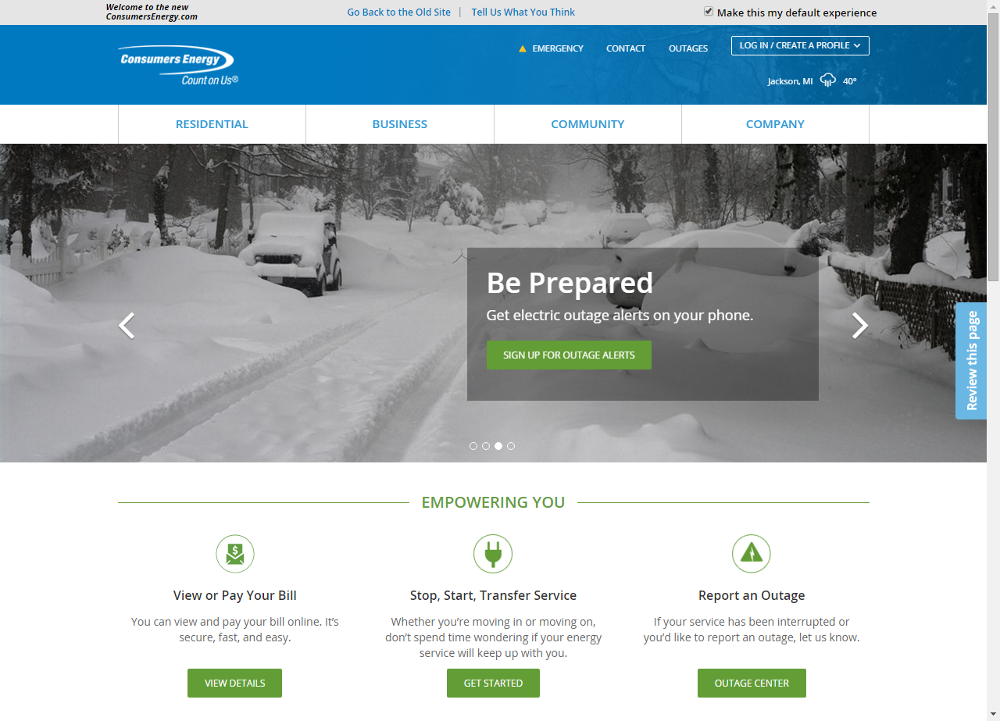 Welcome to the new
ConsumersEnergy.com
Go Back to the Old Site | Tell Us What You Think
Make this my default experience
Consumers Energy
Count on Us®
EMERGENCY
CONTACT
OUTAGES
LOG IN / CREATE A PROFILE
Jackson, MI 40°
RESIDENTIAL
BUSINESS
COMMUNITY
COMPANY
Be Prepared
Get electric outage alerts on your phone.
SIGN UP FOR OUTAGE ALERTS
Review this page
EMPOWERING YOU
$
View or Pay Your Bill
You can view and pay your bill online. It’s
secure, fast, and easy.
VIEW DETAILS
Stop, Start, Transfer Service
Whether you’re moving in or moving on,
don’t spend time wondering if your energy
service will keep up with you.
GET STARTED
Report an Outage
If your service has been interrupted or
you’d like to report an outage, let us know.
OUTAGE CENTER